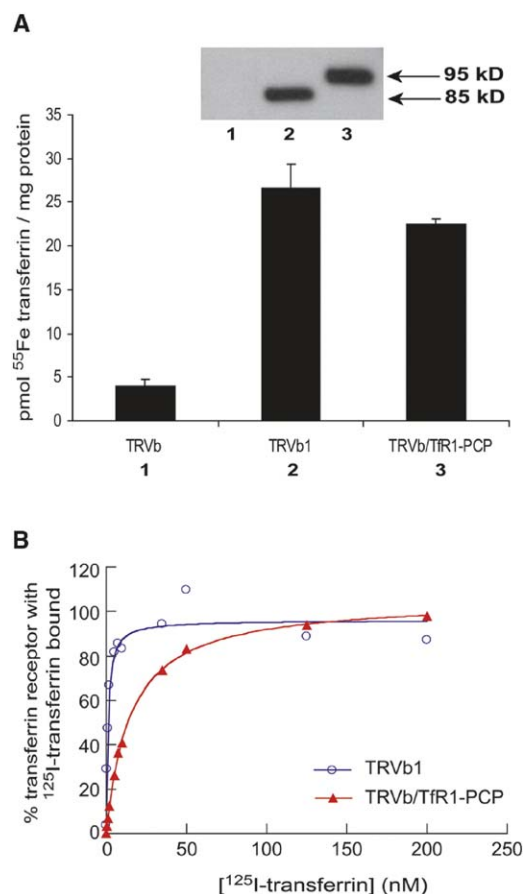 A
95 kD
85 kD
1 2 3
pmol ⁵⁵Fe transferrin / mg protein
35
30
25
20
15
10
5
0
TRVb TRVb1 TRVb/TfR1-PCP
1 2 3
B
% transferrin receptor with
¹²⁵I-transferrin bound
120
100
80
60
40
20
0
TRVb1
TRVb/TfR1-PCP
0 50 100 150 200 250
[¹²⁵I-transferrin] (nM)